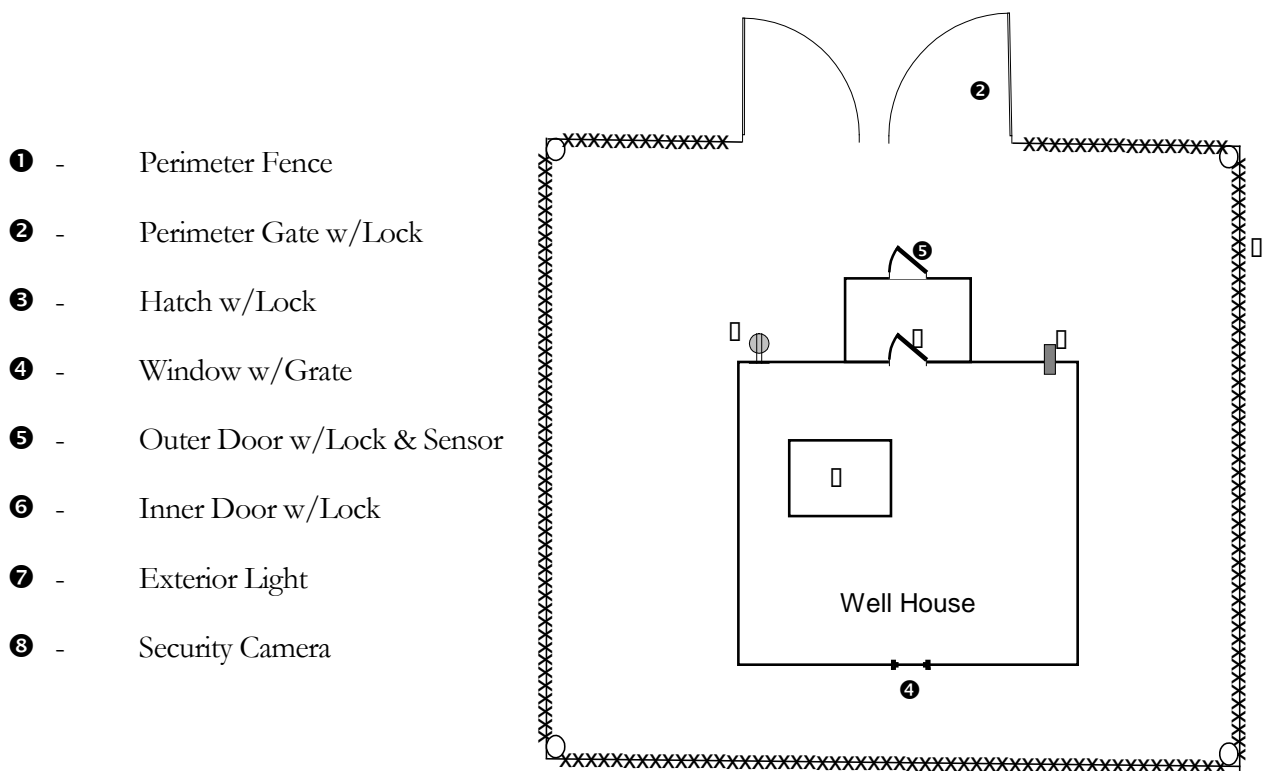 ❶ - Perimeter Fence
❷ - Perimeter Gate w/Lock
❸ - Hatch w/Lock
❹ - Window w/Grate
❺ - Outer Door w/Lock & Sensor
❻ - Inner Door w/Lock
❼ - Exterior Light
❽ - Security Camera
❷
❺
Well House
❹